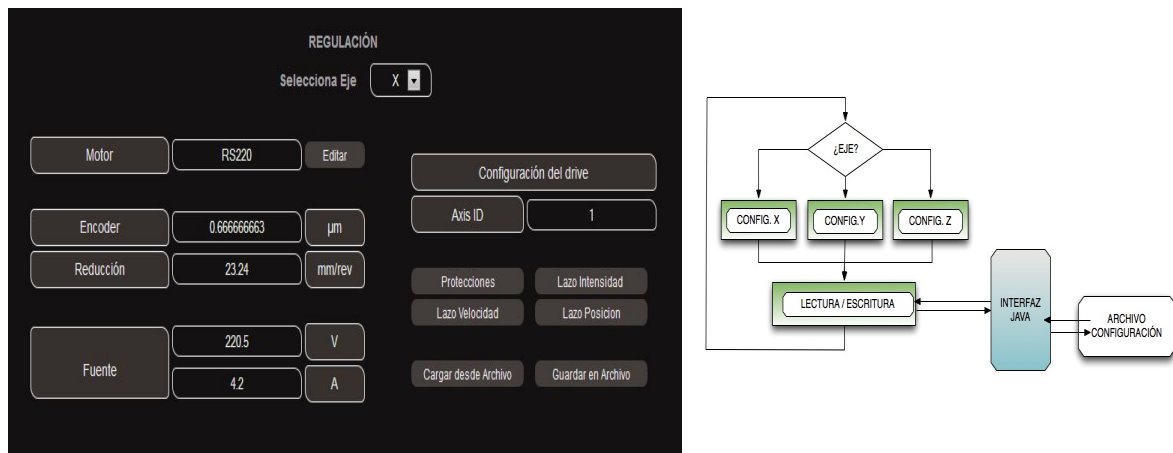 REGULACIÓN
Selecciona Eje X
Motor RS220 Editar
Encoder 0.666666663 µm
Reducción 23.24 mm/rev
Fuente
220.5 V
4.2 A
Configuración del drive
Axis ID 1
Protecciones Lazo Intensidad
Lazo Velocidad Lazo Posicion
Cargar desde Archivo Guardar en Archivo
¿EJE?
CONFIG. X CONFIG.Y CONFIG. Z
LECTURA / ESCRITURA
INTERFAZ
JAVA
ARCHIVO
CONFIGURACIÓN